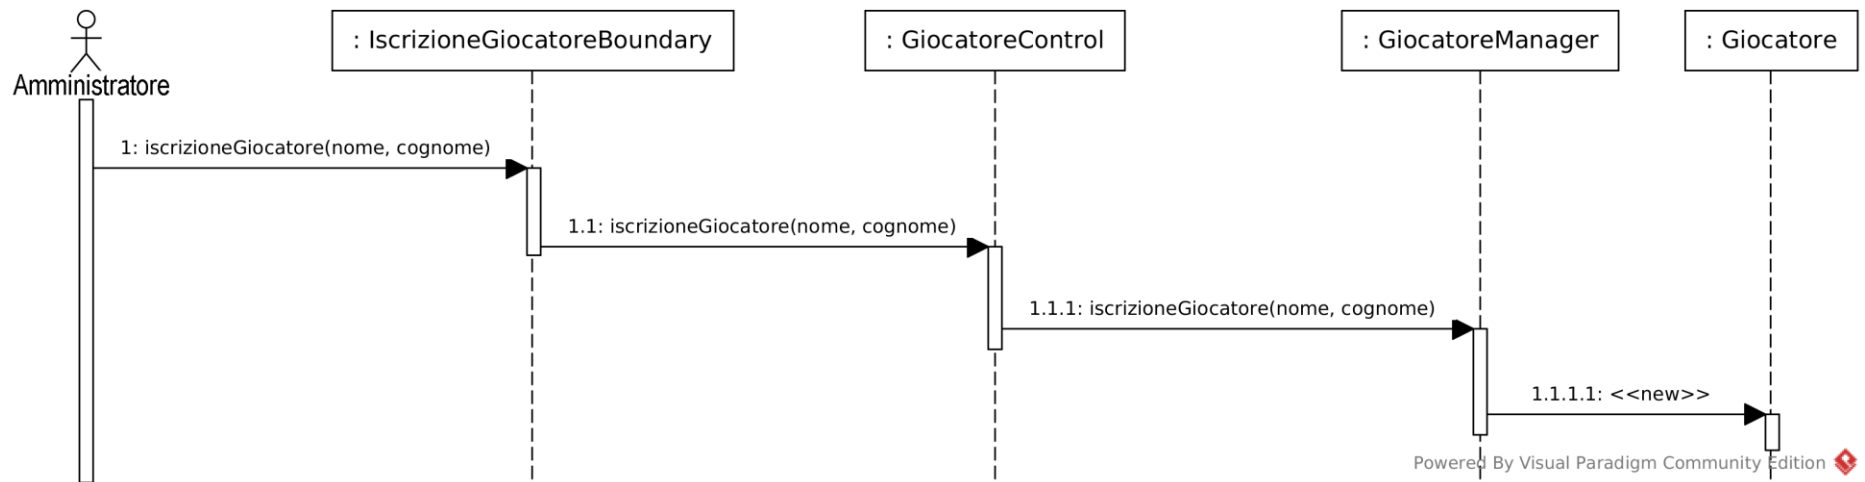 : IscrizioneGiocatoreBoundary
: GiocatoreControl
: GiocatoreManager
: Giocatore
Amministratore
1: iscrizioneGiocatore(nome, cognome)
1.1: iscrizioneGiocatore(nome, cognome)
1.1.1: iscrizioneGiocatore(nome, cognome)
1.1.1.1: <<new>>
Powered By Visual Paradigm Community Edition